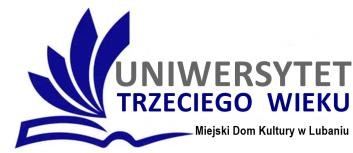 UNIWERSYTET
TRZECIEGO WIEKU
Miejski Dom Kultury w Lubaniu